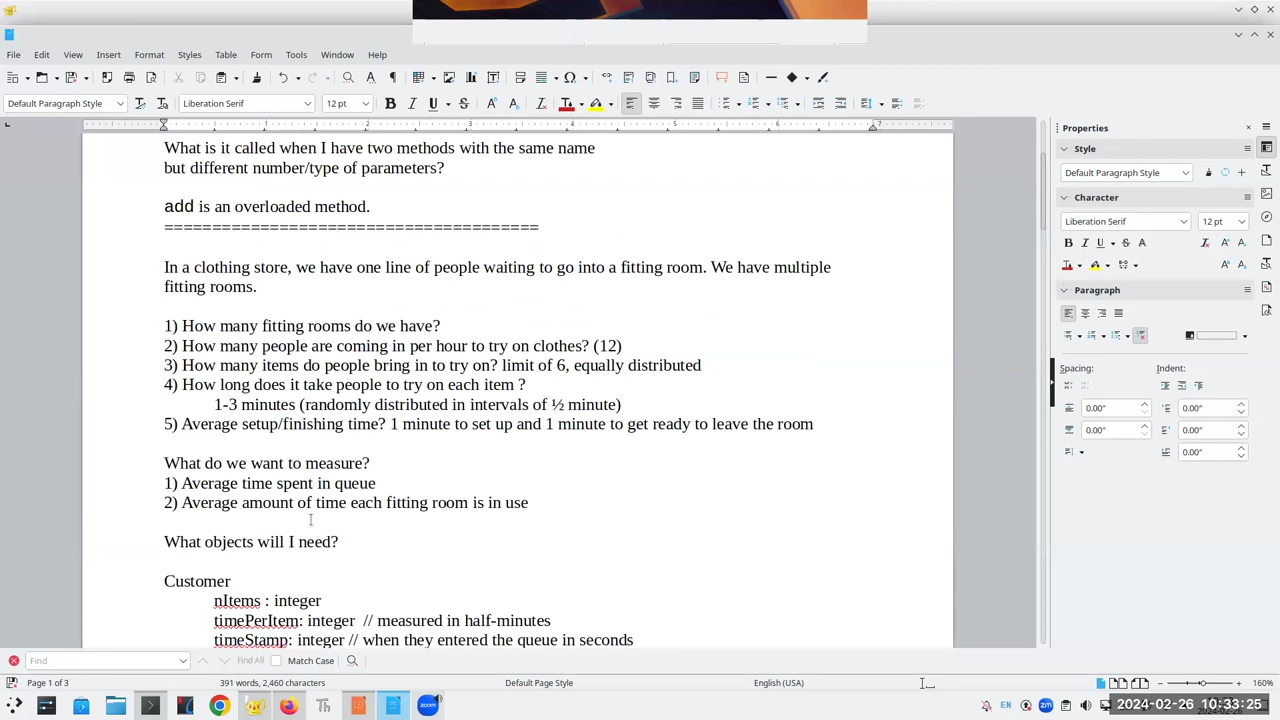 File Edit View Insert Format Styles Table Form Tools Window Help
Default Paragraph Style Liberation Serif 12 pt
1 2 3 4 5 6 7
What is it called when I have two methods with the same name
but different number/type of parameters?
add is an overloaded method.
=======================================
In a clothing store, we have one line of people waiting to go into a fitting room. We have multiple
fitting rooms.
1) How many fitting rooms do we have?
2) How many people are coming in per hour to try on clothes? (12)
3) How many items do people bring in to try on? limit of 6, equally distributed
4) How long does it take people to try on each item ?
1-3 minutes (randomly distributed in intervals of ½ minute)
5) Average setup/finishing time? 1 minute to set up and 1 minute to get ready to leave the room
What do we want to measure?
1) Average time spent in queue
2) Average amount of time each fitting room is in use
What objects will I need?
Customer
nItems : integer
timePerItem: integer // measured in half-minutes
timeStamp: integer // when they entered the queue in seconds
Properties
Style
Default Paragraph Style
Character
Liberation Serif 12 pt
Paragraph
Spacing: Indent:
0.00" 0.00"
0.00" 0.00"
0.00"
Find Find All Match Case
Page 1 of 3 391 words, 2,460 characters Default Page Style English (USA) 160%
EN 2024-02-26 10:33:25